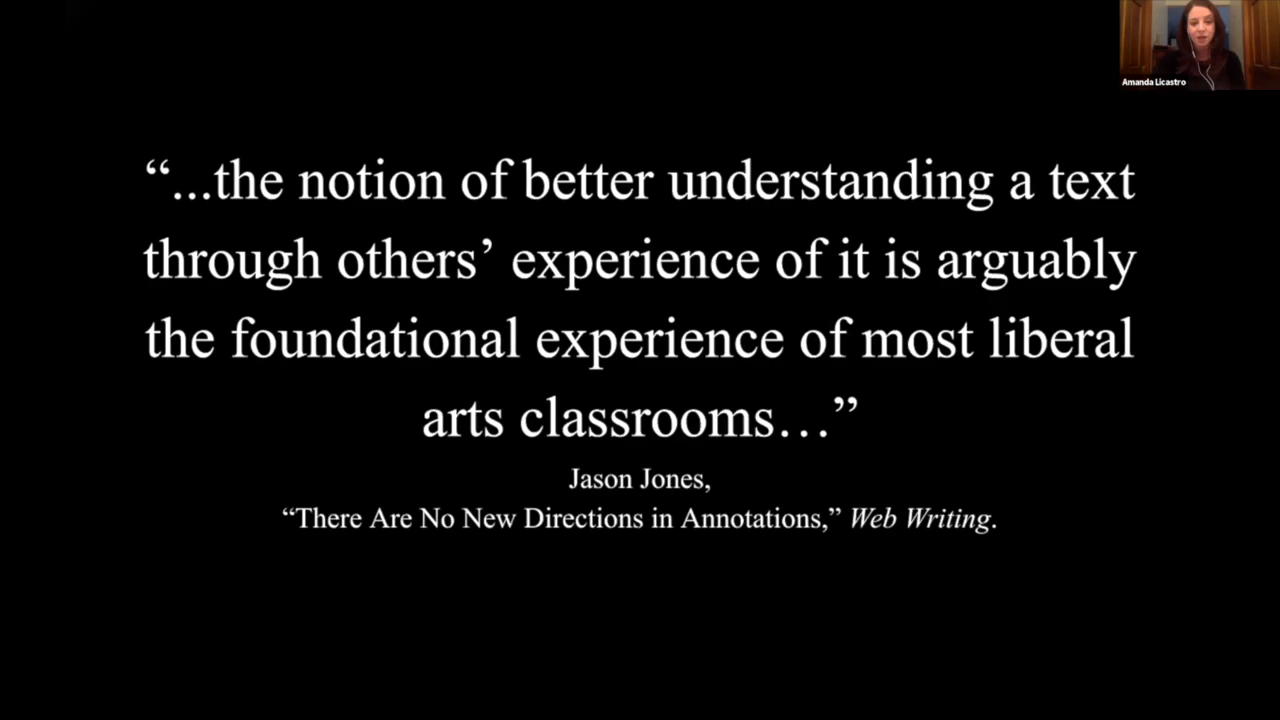 Amanda Licastro
“...the notion of better understanding a text
through others’ experience of it is arguably
the foundational experience of most liberal
arts classrooms…”
Jason Jones,
“There Are No New Directions in Annotations,” Web Writing.